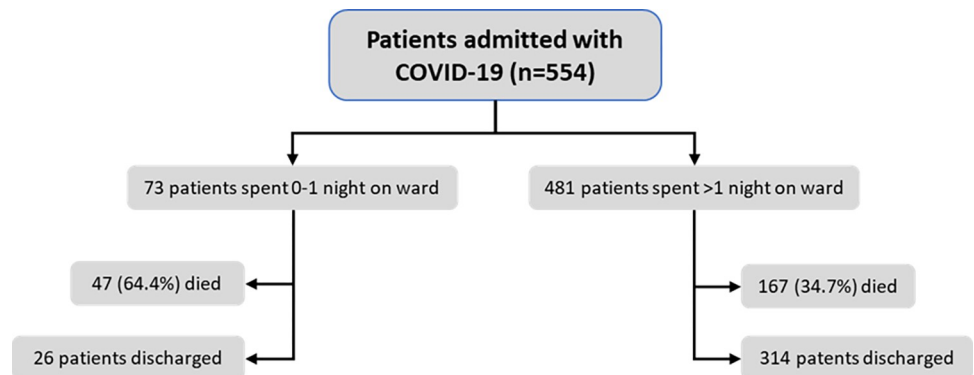 Patients admitted with
COVID-19 (n=554)
73 patients spent 0-1 night on ward
481 patients spent >1 night on ward
47 (64.4%) died
167 (34.7%) died
26 patients discharged
314 patents discharged